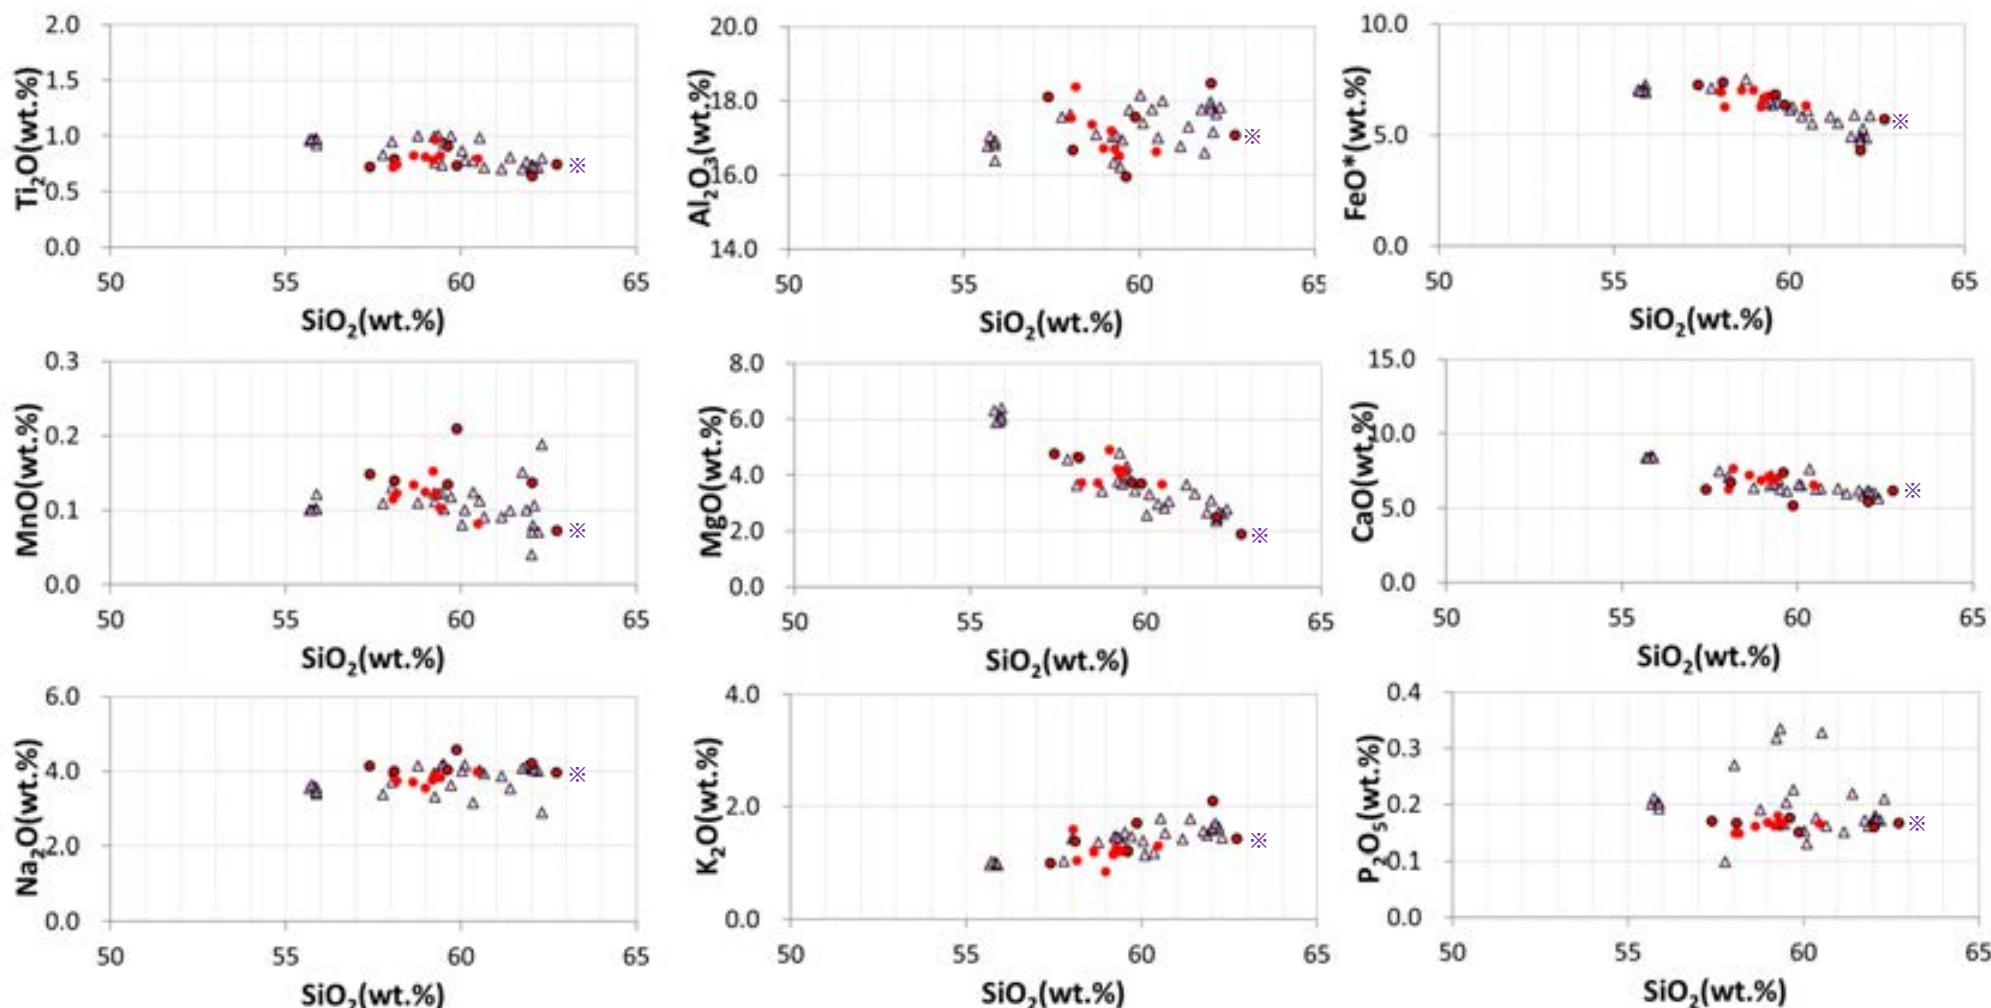 2.0
1.5
1.0
0.5
0.0
Ti₂O(wt.%)
※
50 55 60 65
SiO₂(wt.%)
20.0
18.0
16.0
14.0
Al₂O₃(wt.%)
※
50 55 60 65
SiO₂(wt.%)
10.0
5.0
0.0
FeO*(wt.%)
※
50 55 60 65
SiO₂(wt.%)
0.3
0.2
0.1
0.0
MnO(wt.%)
※
50 55 60 65
SiO₂(wt.%)
8.0
6.0
4.0
2.0
0.0
MgO(wt.%)
※
50 55 60 65
SiO₂(wt.%)
15.0
10.0
5.0
0.0
CaO(wt.%)
※
50 55 60 65
SiO₂(wt.%)
6.0
4.0
2.0
0.0
Na₂O(wt.%)
※
50 55 60 65
SiO₂(wt.%)
4.0
2.0
0.0
K₂O(wt.%)
※
50 55 60 65
SiO₂(wt.%)
0.4
0.3
0.2
0.1
0.0
P₂O₅(wt.%)
※
50 55 60 65
SiO₂(wt.%)